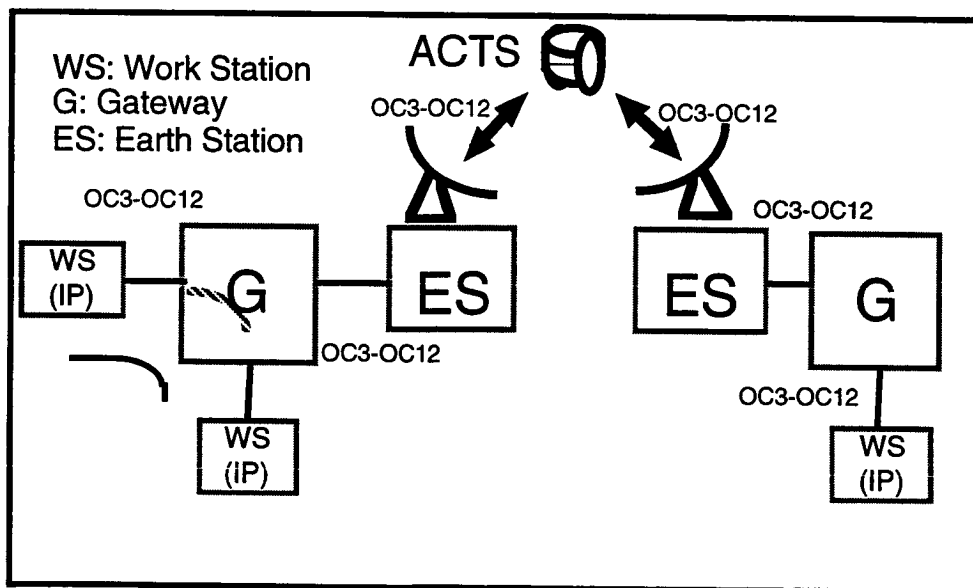 ACTS
WS: Work Station
G: Gateway
ES: Earth Station
OC3-OC12
OC3-OC12
OC3-OC12
OC3-OC12
WS
(IP)
G
ES
ES
G
OC3-OC12
OC3-OC12
WS
(IP)
WS
(IP)